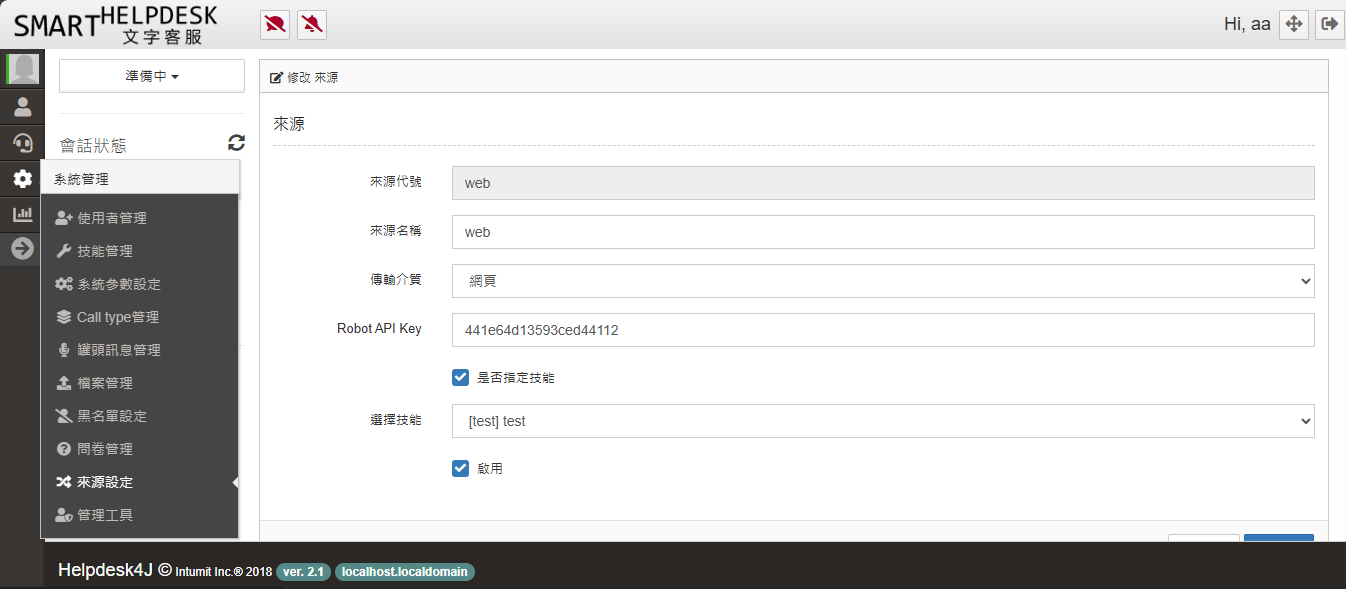 SMART HELPDESK
文字客服
Hi, aa
準備中
修改 來源
會話狀態
來源
系統管理
使用者管理
技能管理
系統參數設定
Call type管理
罐頭訊息管理
檔案管理
黑名單設定
問卷管理
來源設定
管理工具
來源代號
web
來源名稱
web
傳輸介質
網頁
Robot API Key
441e64d13593ced44112
是否指定技能
選擇技能
[test] test
啟用
Helpdesk4J © Intumit Inc.® 2018 ver. 2.1 localhost.localdomain